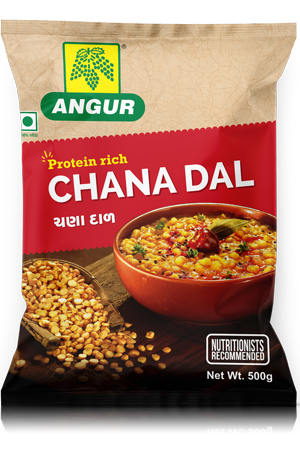 ANGUR
Protein rich
CHANA DAL
ચણા દાળ
NUTRITIONISTS
RECOMMENDED
Net Wt. 500g